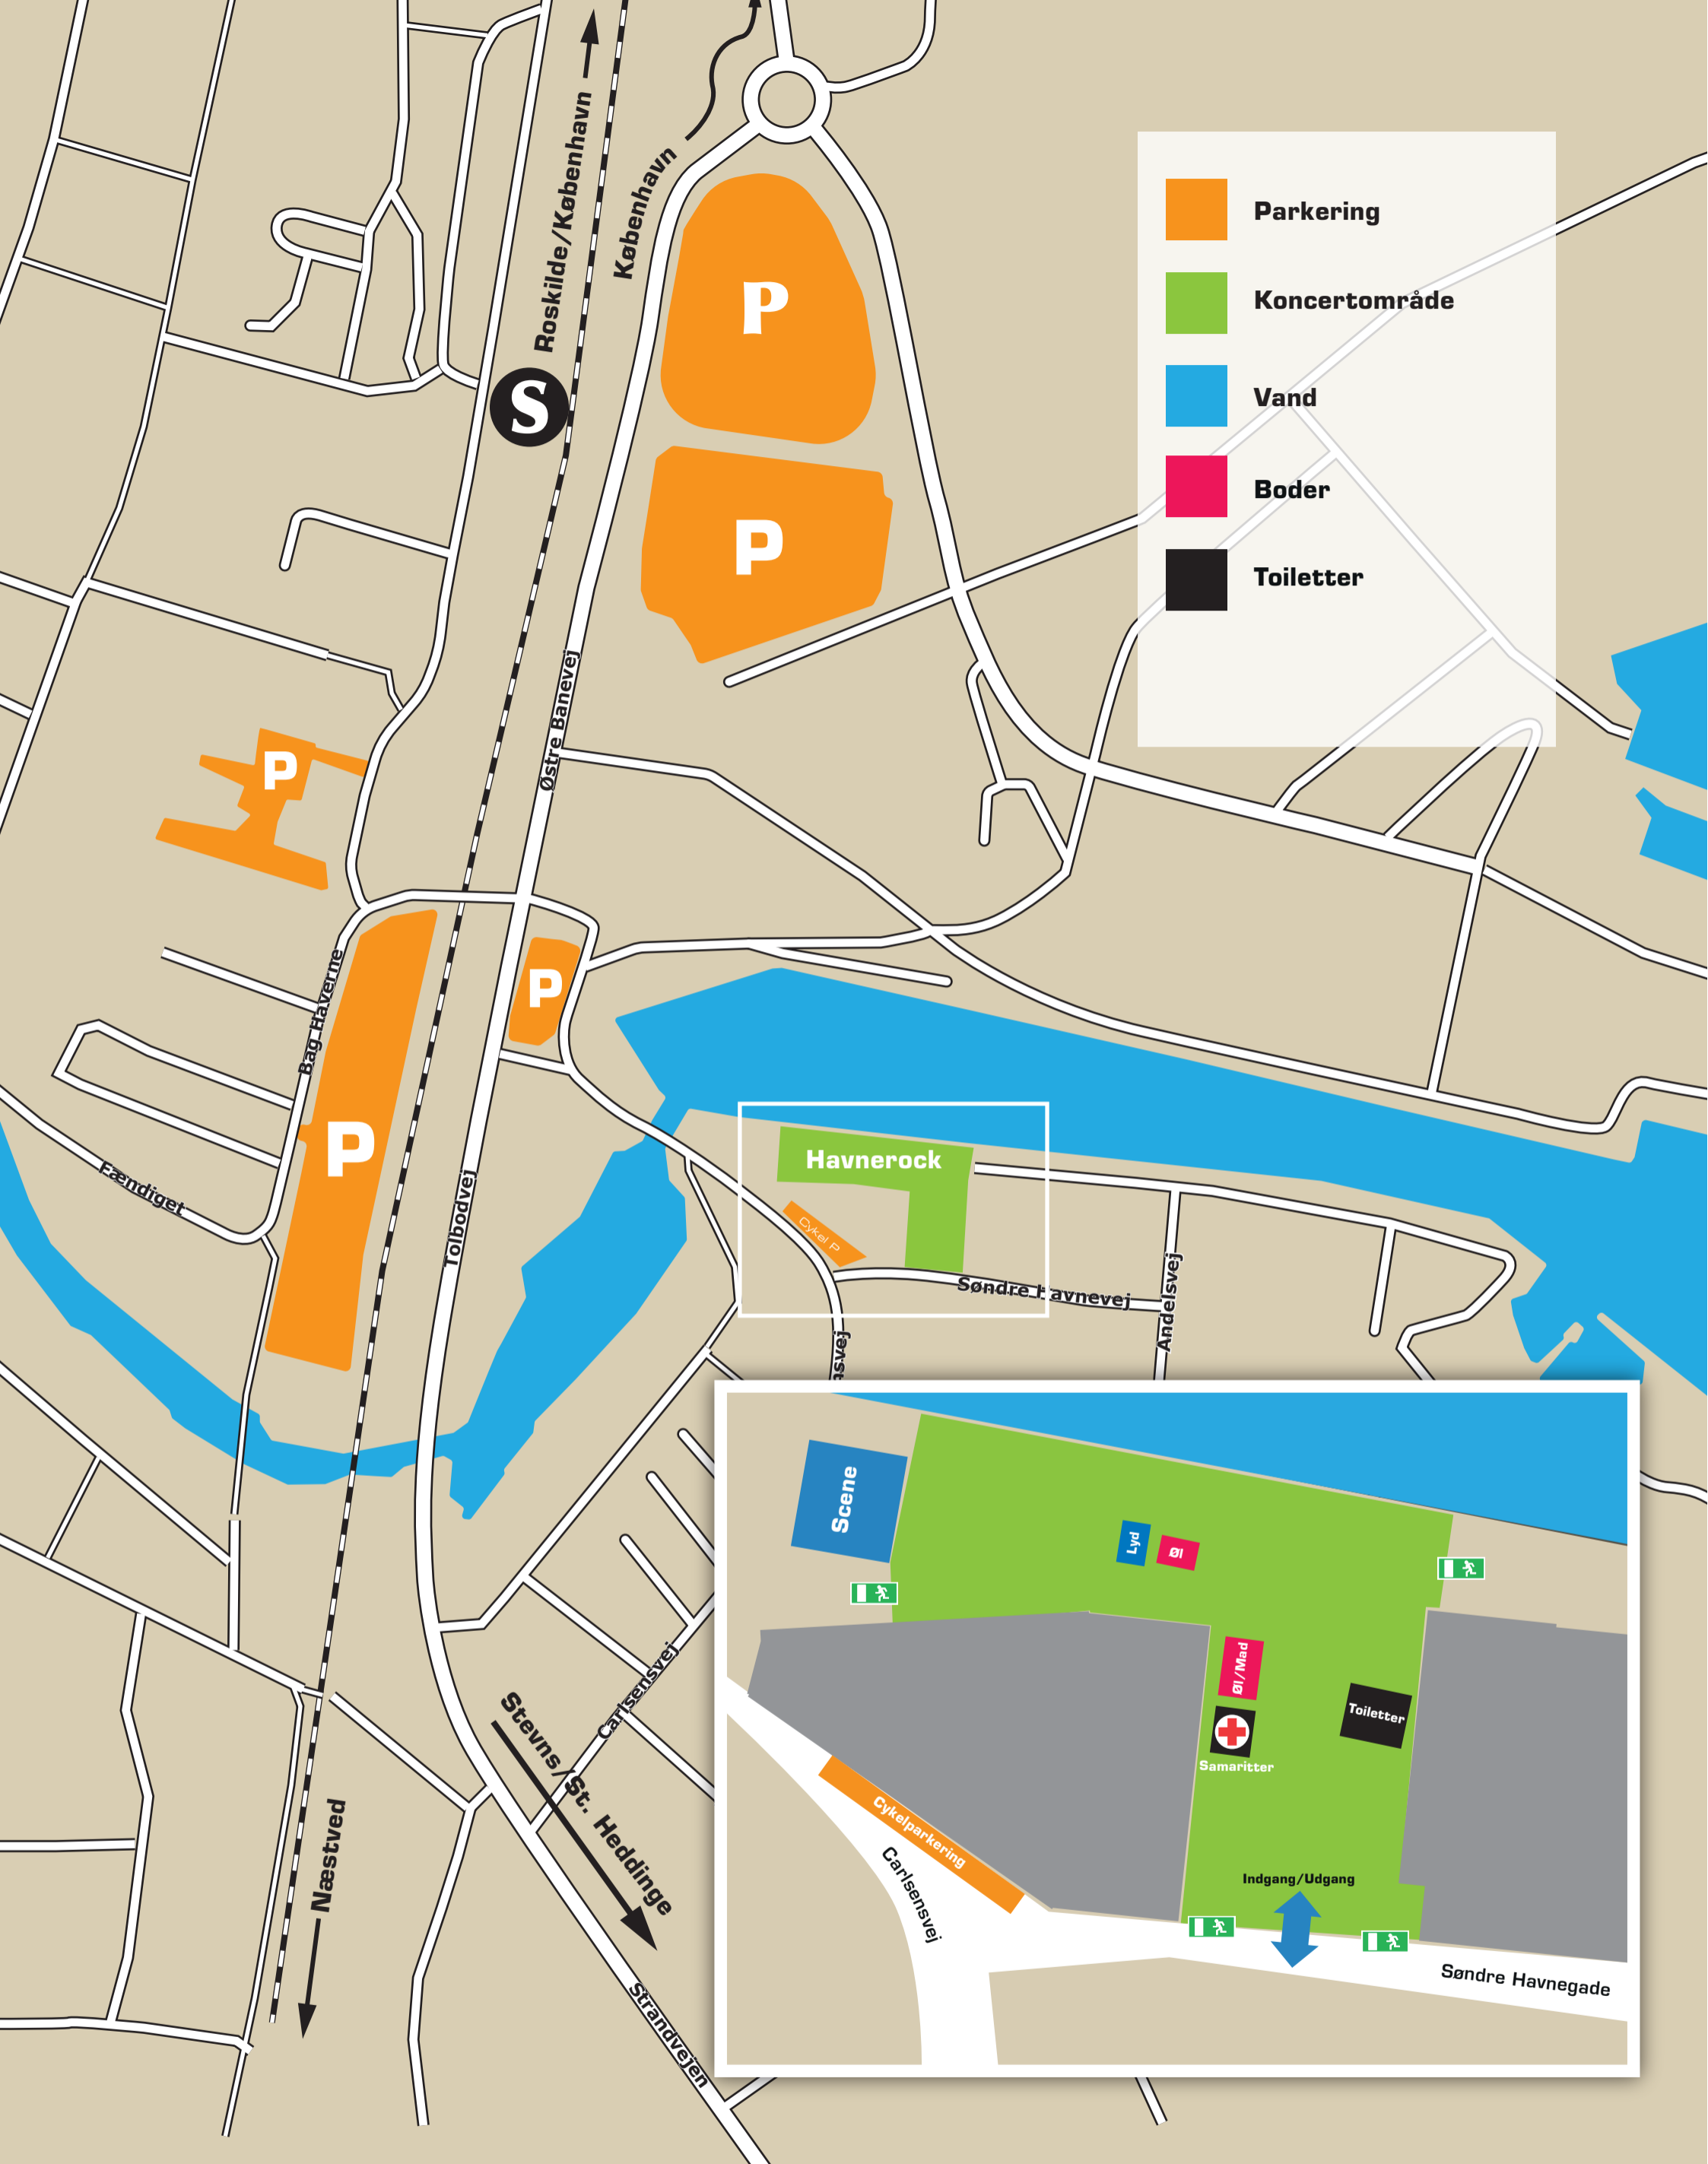 Roskilde/København
København
S
P
P
Parkering
Koncertområde
Vand
Boder
Toiletter
Østre Banevej
P
P
P
Bag Haverne
Fændiget
Tolbodvej
Havnerock
Cykel P
Søndre Havnevej
Andelsvej
Carlsensvej
Stevns/St. Heddinge
Næstved
Strandvejen
Scene
Lyd
Øl
Øl/Mad
Toiletter
Samaritter
Cykelparkering
Carlsensvej
Indgang/Udgang
Søndre Havnegade